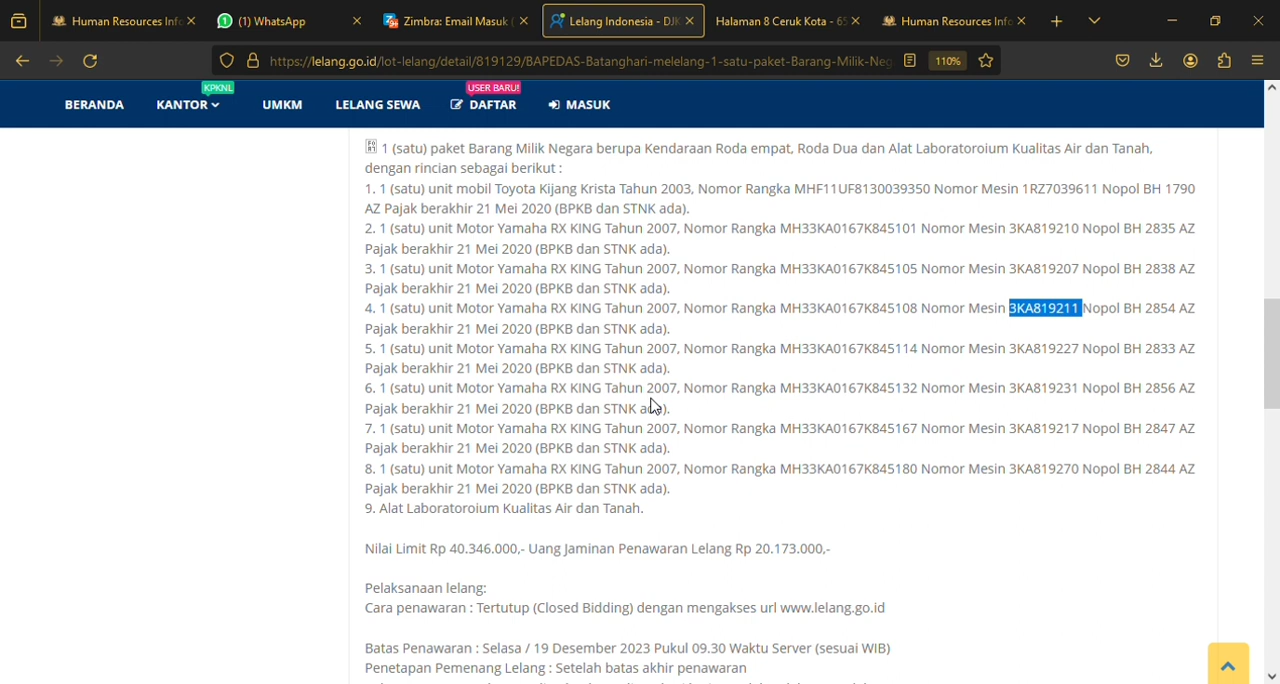 Human Resources Info
(1) WhatsApp
Zimbra: Email Masuk (
Lelang Indonesia - DJK
Halaman 8 Ceruk Kota - 65
Human Resources Info
https://lelang.go.id/lot-lelang/detail/819129/BAPEDAS-Batanghari-melelang-1-satu-paket-Barang-Milik-Neg
110%
KPKNL
USER BARU!
BERANDA KANTOR UMKM LELANG SEWA DAFTAR MASUK
1 (satu) paket Barang Milik Negara berupa Kendaraan Roda empat, Roda Dua dan Alat Laboratoroium Kualitas Air dan Tanah,
dengan rincian sebagai berikut :
1. 1 (satu) unit mobil Toyota Kijang Krista Tahun 2003, Nomor Rangka MHF11UF8130039350 Nomor Mesin 1RZ7039611 Nopol BH 1790
AZ Pajak berakhir 21 Mei 2020 (BPKB dan STNK ada).
2. 1 (satu) unit Motor Yamaha RX KING Tahun 2007, Nomor Rangka MH33KA0167K845101 Nomor Mesin 3KA819210 Nopol BH 2835 AZ
Pajak berakhir 21 Mei 2020 (BPKB dan STNK ada).
3. 1 (satu) unit Motor Yamaha RX KING Tahun 2007, Nomor Rangka MH33KA0167K845105 Nomor Mesin 3KA819207 Nopol BH 2838 AZ
Pajak berakhir 21 Mei 2020 (BPKB dan STNK ada).
4. 1 (satu) unit Motor Yamaha RX KING Tahun 2007, Nomor Rangka MH33KA0167K845108 Nomor Mesin 3KA819211 Nopol BH 2854 AZ
Pajak berakhir 21 Mei 2020 (BPKB dan STNK ada).
5. 1 (satu) unit Motor Yamaha RX KING Tahun 2007, Nomor Rangka MH33KA0167K845114 Nomor Mesin 3KA819227 Nopol BH 2833 AZ
Pajak berakhir 21 Mei 2020 (BPKB dan STNK ada).
6. 1 (satu) unit Motor Yamaha RX KING Tahun 2007, Nomor Rangka MH33KA0167K845132 Nomor Mesin 3KA819231 Nopol BH 2856 AZ
Pajak berakhir 21 Mei 2020 (BPKB dan STNK ada).
7. 1 (satu) unit Motor Yamaha RX KING Tahun 2007, Nomor Rangka MH33KA0167K845167 Nomor Mesin 3KA819217 Nopol BH 2847 AZ
Pajak berakhir 21 Mei 2020 (BPKB dan STNK ada).
8. 1 (satu) unit Motor Yamaha RX KING Tahun 2007, Nomor Rangka MH33KA0167K845180 Nomor Mesin 3KA819270 Nopol BH 2844 AZ
Pajak berakhir 21 Mei 2020 (BPKB dan STNK ada).
9. Alat Laboratoroium Kualitas Air dan Tanah.
Nilai Limit Rp 40.346.000,- Uang Jaminan Penawaran Lelang Rp 20.173.000,-
Pelaksanaan lelang:
Cara penawaran : Tertutup (Closed Bidding) dengan mengakses url www.lelang.go.id
Batas Penawaran : Selasa / 19 Desember 2023 Pukul 09.30 Waktu Server (sesuai WIB)
Penetapan Pemenang Lelang : Setelah batas akhir penawaran